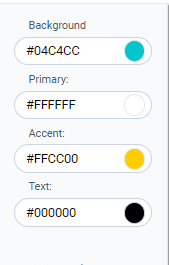 Background
#04C4CC
Primary:
#FFFFFF
Accent:
#FFCC00
Text:
#000000